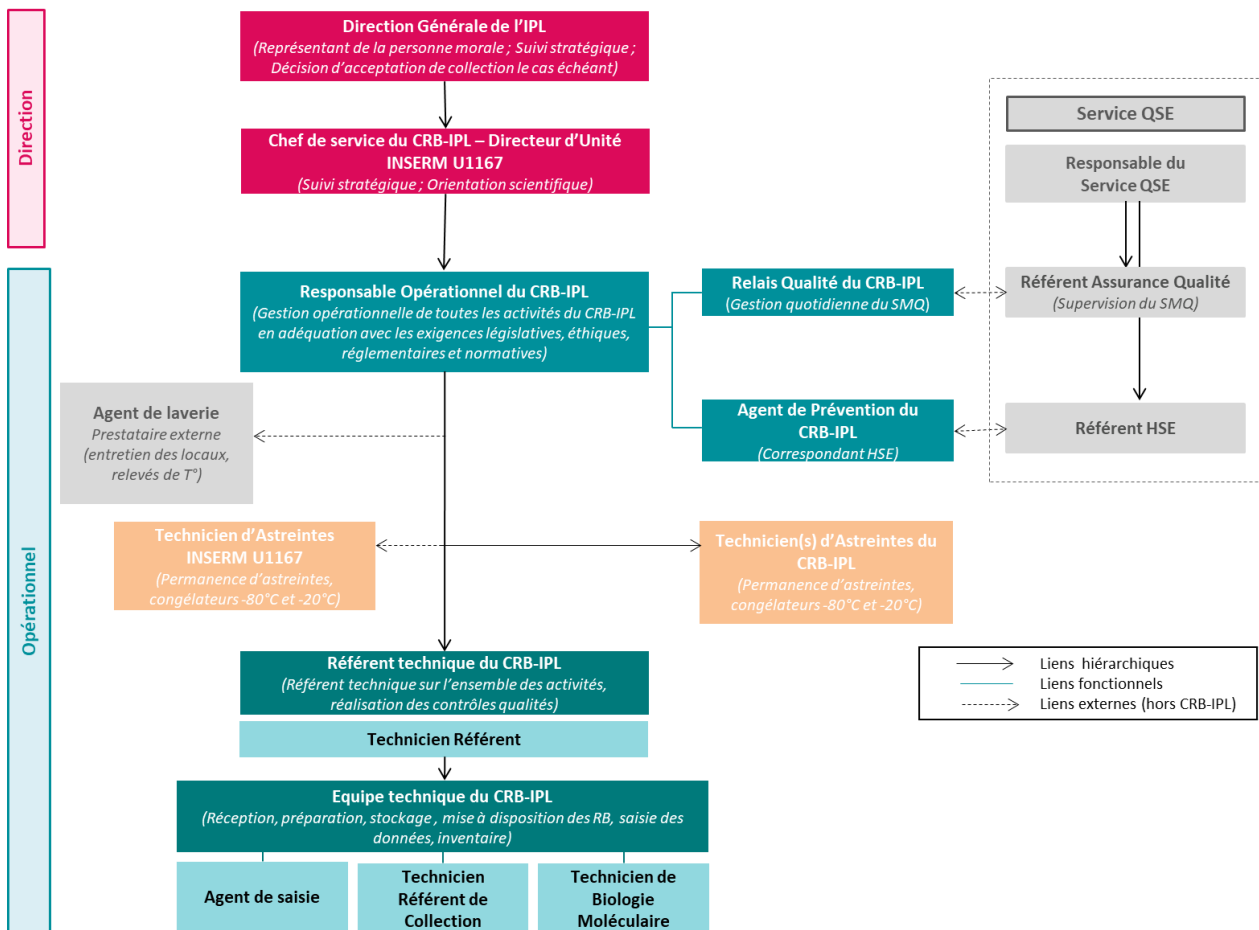 Direction
Direction Générale de l'IPL
(Représentant de la personne morale ; Suivi stratégique ;
Décision d'acceptation de collection le cas échéant)
Chef de service du CRB-IPL – Directeur d'Unité
INSERM U1167
(Suivi stratégique ; Orientation scientifique)
Service QSE
Responsable du
Service QSE
Opérationnel
Responsable Opérationnel du CRB-IPL
(Gestion opérationnelle de toutes les activités du CRB-IPL
en adéquation avec les exigences législatives, éthiques,
réglementaires et normatives)
Relais Qualité du CRB-IPL
(Gestion quotidienne du SMQ)
Référent Assurance Qualité
(Supervision du SMQ)
Agent de laverie
Prestataire externe
(entretien des locaux,
relevés de T°)
Agent de Prévention du
CRB-IPL
(Correspondant HSE)
Référent HSE
Technicien d'Astreintes
INSERM U1167
(Permanence d'astreintes,
congélateurs -80°C et -20°C)
Technicien(s) d'Astreintes du
CRB-IPL
(Permanence d'astreintes,
congélateurs -80°C et -20°C)
Référent technique du CRB-IPL
(Référent technique sur l'ensemble des activités,
réalisation des contrôles qualités)
Technicien Référent
Liens hiérarchiques
Liens fonctionnels
Liens externes (hors CRB-IPL)
Equipe technique du CRB-IPL
(Réception, préparation, stockage , mise à disposition des RB, saisie des
données, inventaire)
Agent de saisie
Technicien
Référent de
Collection
Technicien de
Biologie
Moléculaire